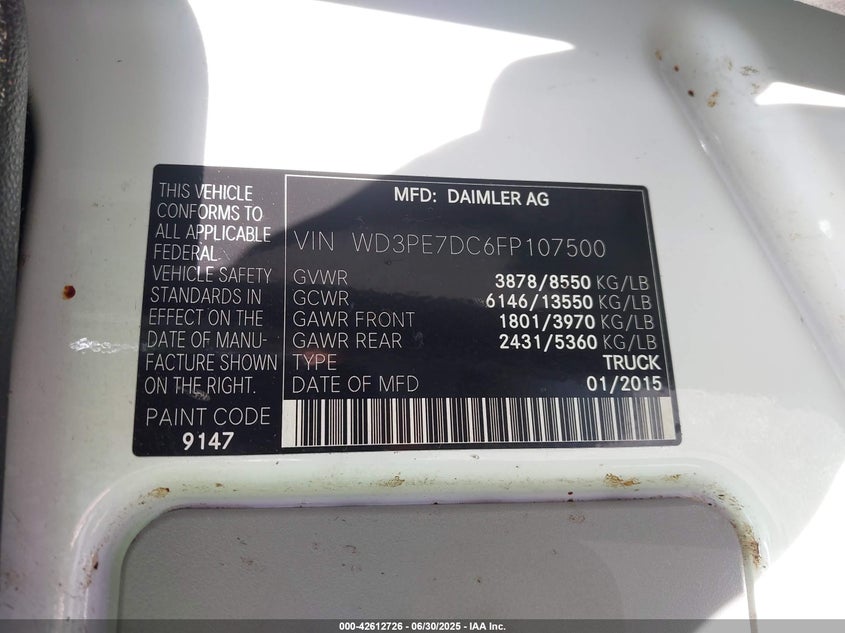 THIS VEHICLE
CONFORMS TO
ALL APPLICABLE
FEDERAL
VEHICLE SAFETY
STANDARDS IN
EFFECT ON THE
DATE OF MANU-
FACTURE SHOWN
ON THE RIGHT.
PAINT CODE
9147
MFD: DAIMLER AG
VIN WD3PE7DC6FP107500
GVWR 3878/8550 KG/LB
GCWR 6146/13550 KG/LB
GAWR FRONT 1801/3970 KG/LB
GAWR REAR 2431/5360 KG/LB
TYPE TRUCK
DATE OF MFD 01/2015
000-42612726 - 06/30/2025 - IAA Inc.